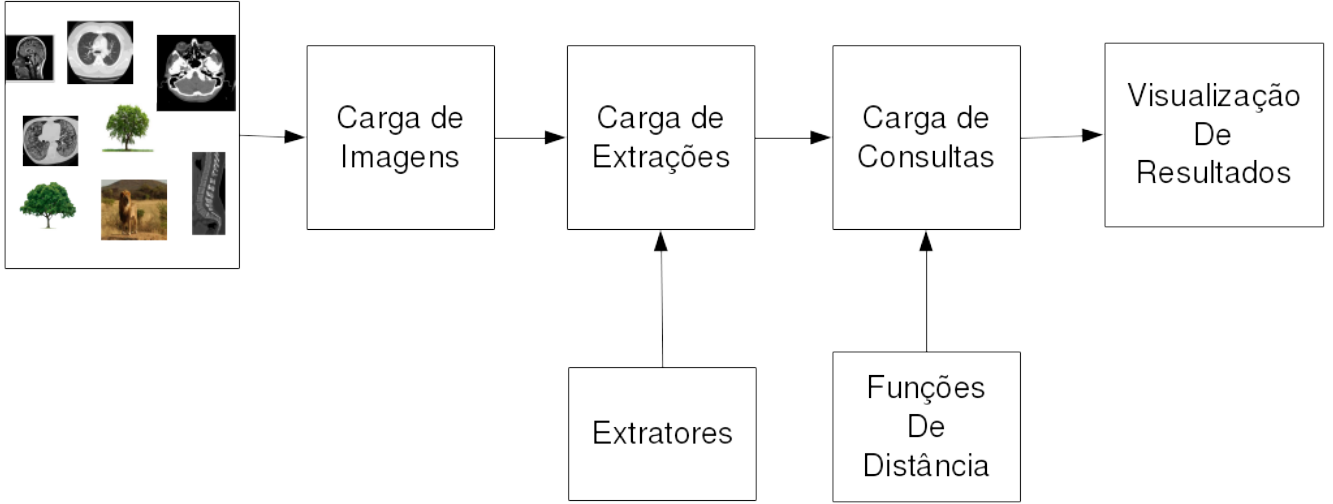 Carga de
Imagens
Carga de
Extrações
Carga de
Consultas
Visualização
De
Resultados
Extratores
Funções
De
Distância